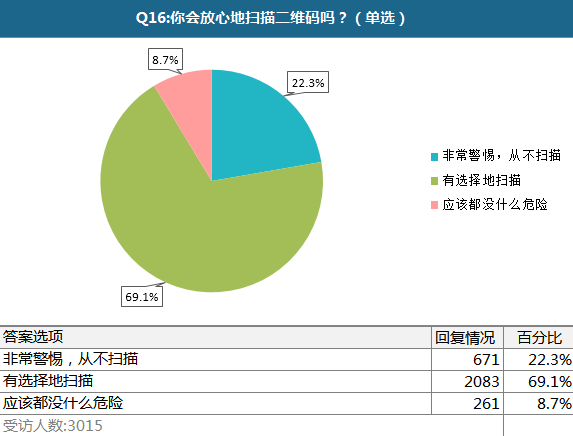 Q16:你会放心地扫描二维码吗？（单选）
8.7%
22.3%
非常警惕，从不扫描
有选择地扫描
应该都没什么危险
69.1%
答案选项 回复情况 百分比
非常警惕，从不扫描 671 22.3%
有选择地扫描 2083 69.1%
应该都没什么危险 261 8.7%
受访人数:3015